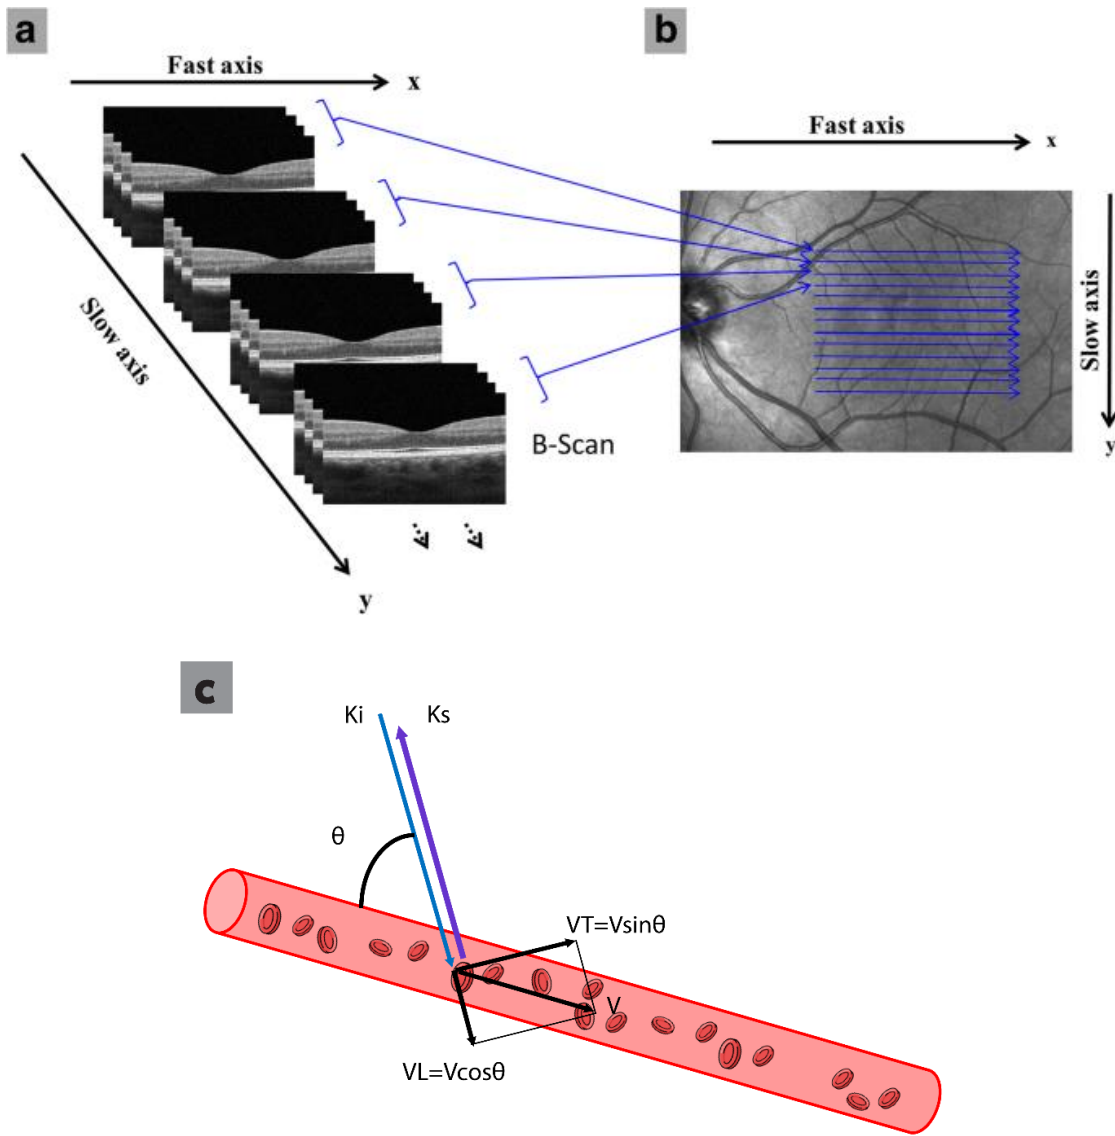 a
Fast axis
x
Slow axis
y
B-Scan
b
Fast axis
x
Slow axis
y
c
Ki
Ks
θ
VT=Vsinθ
V
VL=Vcosθ